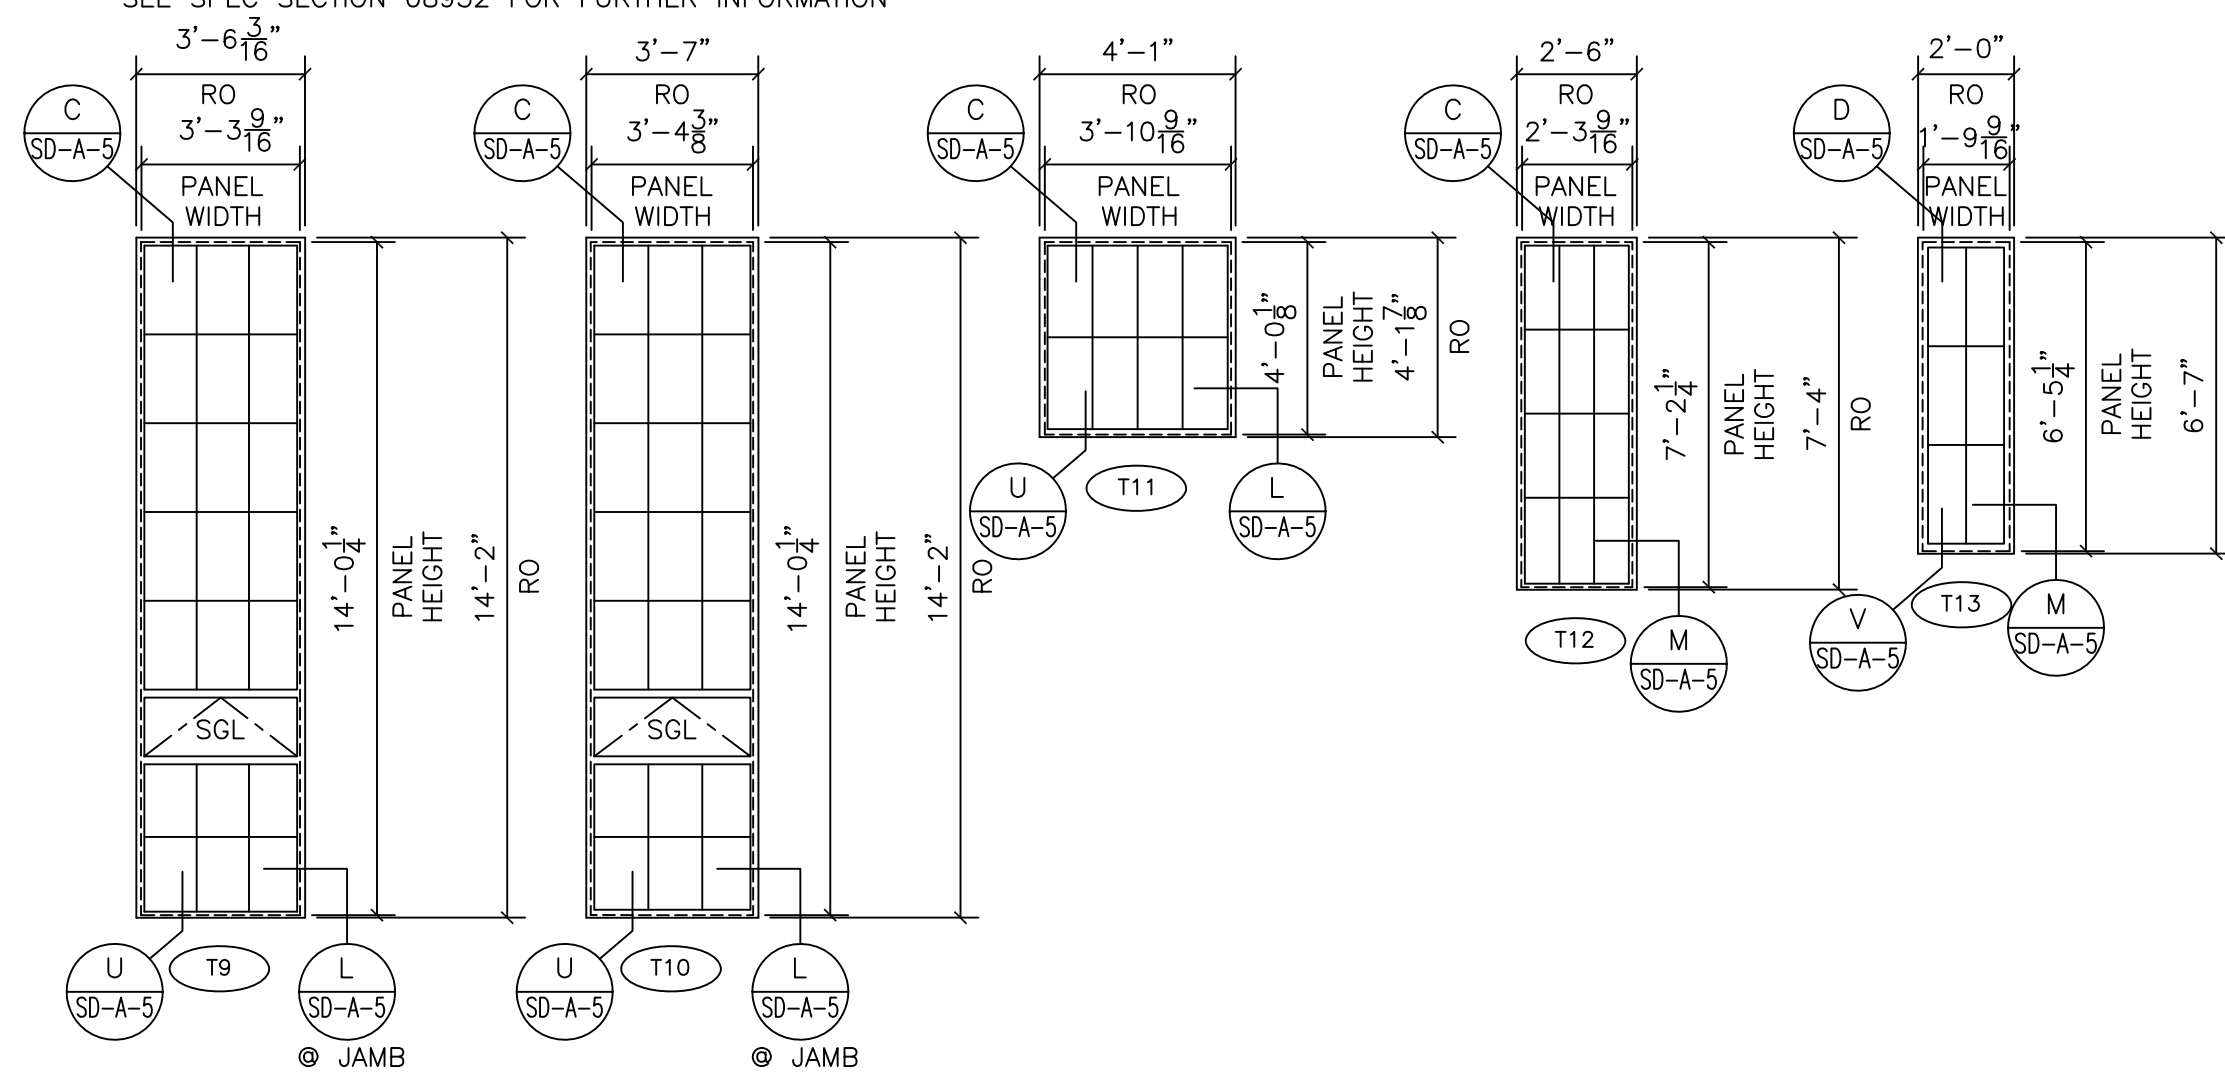 SEE SPEC SECTION 08952 FOR FURTHER INFORMATION
3'-6 3/16"
RO
3'-3 9/16"
PANEL
WIDTH
C
SD-A-5
14'-0 1/4"
PANEL
HEIGHT
14'-2"
RO
SGL
U
SD-A-5
T9
L
SD-A-5
@ JAMB
3'-7"
RO
3'-4 3/8"
PANEL
WIDTH
C
SD-A-5
14'-0 1/4"
PANEL
HEIGHT
14'-2"
RO
SGL
U
SD-A-5
T10
L
SD-A-5
@ JAMB
4'-1"
RO
3'-10 9/16"
PANEL
WIDTH
C
SD-A-5
4'-0 1/8"
PANEL
HEIGHT
4'-1 7/8"
RO
U
SD-A-5
T11
L
SD-A-5
2'-6"
RO
2'-3 9/16"
PANEL
WIDTH
C
SD-A-5
7'-2 1/4"
PANEL
HEIGHT
7'-4"
RO
T12
M
SD-A-5
2'-0"
RO
1'-9 9/16"
PANEL
WIDTH
D
SD-A-5
6'-5 1/4"
PANEL
HEIGHT
6'-7"
V
SD-A-5
T13
M
SD-A-5